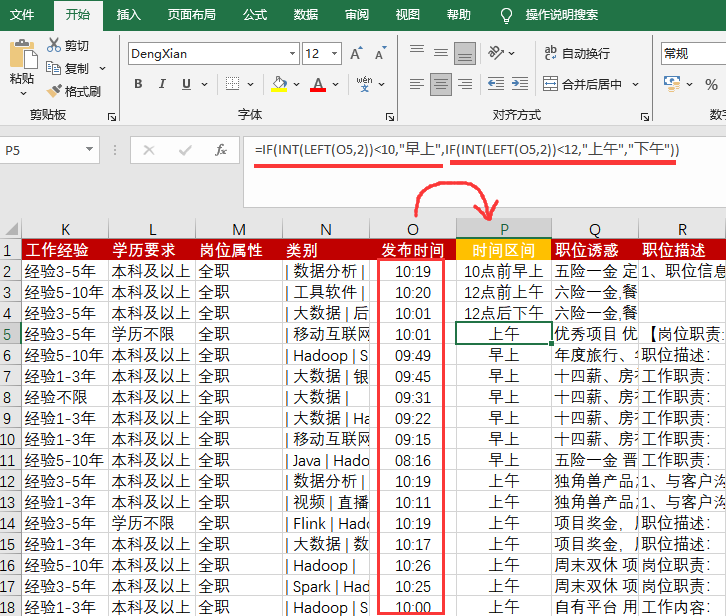 文件 开始 插入 页面布局 公式 数据 审阅 视图 帮助 操作说明搜索
剪切
复制
格式刷
粘贴
剪贴板
DengXian 12 A A
B I U A wén
字体
ab 自动换行
合并后居中
对齐方式
常规
%
数字
P5 fx =IF(INT(LEFT(O5,2))<10,"早上",IF(INT(LEFT(O5,2))<12,"上午","下午"))
K L M N O P Q R
1 工作经验 学历要求 岗位属性 类别 发布时间 时间区间 职位诱惑 职位描述
2 经验3-5年 本科及以上 全职 | 数据分析 | 10:19 10点前早上 五险一金 定 1、职位信息
3 经验5-10年 本科及以上 全职 | 工具软件 | 10:20 12点前上午 六险一金,餐
4 经验3-5年 本科及以上 全职 | 大数据 | 后 10:01 12点后下午 六险一金,餐
5 经验3-5年 学历不限 全职 | 移动互联网 10:01 上午 优秀项目 优 【岗位职责:
6 经验5-10年 本科及以上 全职 | Hadoop | S 09:49 早上 年度旅行、 职位描述:
7 经验1-3年 本科及以上 全职 | 大数据 | 银 09:45 早上 十四薪、房 工作职责:
8 经验不限 本科及以上 全职 | 大数据 | 09:31 早上 十四薪、房 工作职责:
9 经验1-3年 本科及以上 全职 | 大数据 | Ha 09:22 早上 十四薪、房 工作职责:
10 经验1-3年 本科及以上 全职 | 移动互联网 09:15 早上 十四薪、房 工作职责:
11 经验5-10年 本科及以上 全职 | Java | Hado 08:16 早上 五险一金 晋 工作职责:
12 经验3-5年 本科及以上 全职 | 数据分析 | 10:19 上午 独角兽产品 1、与客户沟
13 经验1-3年 本科及以上 全职 | 视频 | 直播 10:11 上午 独角兽产品 1、与客户沟
14 经验3-5年 学历不限 全职 | Flink | Hado 10:19 上午 项目奖金, 职位描述:
15 经验1-3年 本科及以上 全职 | 大数据 | 数 10:17 上午 项目奖金, 职位描述:
16 经验5-10年 本科及以上 全职 | Hadoop | 10:26 上午 周末双休 项 岗位职责:
17 经验3-5年 本科及以上 全职 | Spark | Had 10:25 上午 周末双休 项 岗位职责:
18 经验1-3年 本科及以上 全职 | Hadoop | S 10:00 上午 自有平台 用 工作内容: